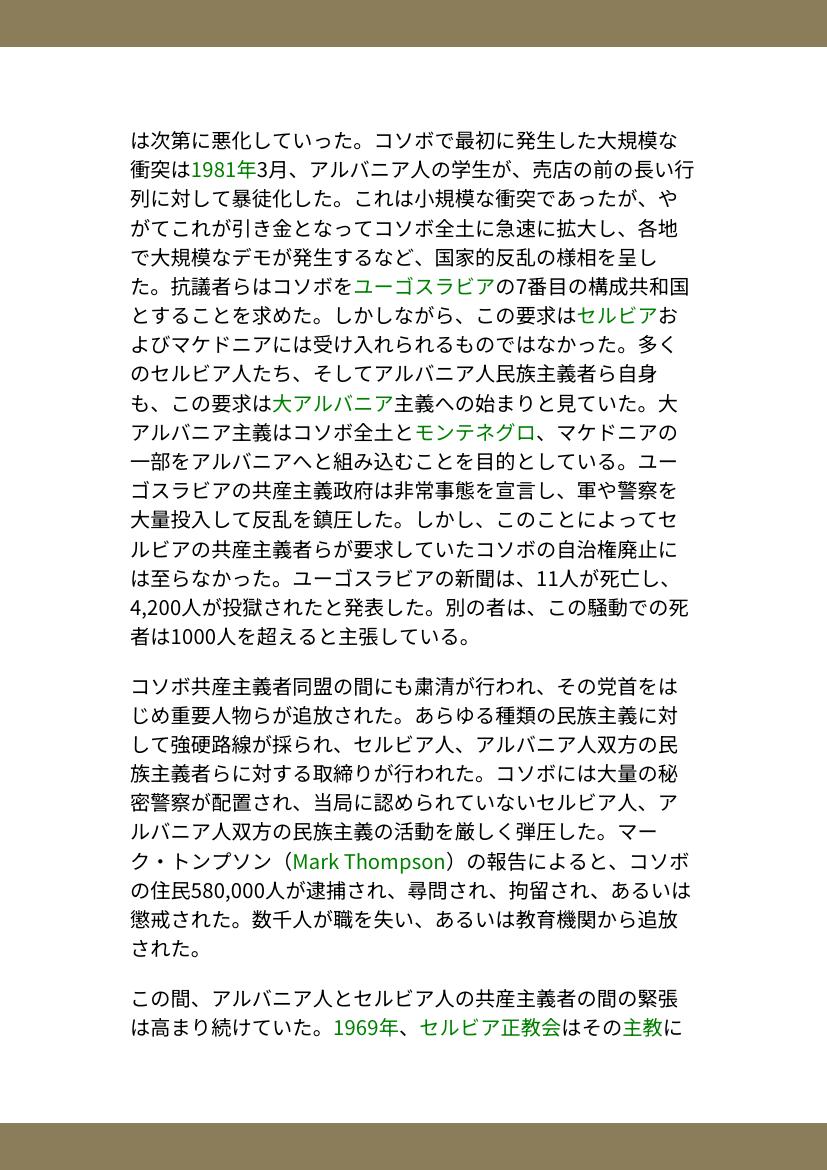 は次第に悪化していった。コソボで最初に発生した大規模な
衝突は1981年3月、アルバニア人の学生が、売店の前の長い行
列に対して暴徒化した。これは小規模な衝突であったが、や
がてこれが引き金となってコソボ全土に急速に拡大し、各地
で大規模なデモが発生するなど、国家的反乱の様相を呈し
た。抗議者らはコソボをユーゴスラビアの7番目の構成共和国
とすることを求めた。しかしながら、この要求はセルビアお
よびマケドニアには受け入れられるものではなかった。多く
のセルビア人たち、そしてアルバニア人民族主義者ら自身
も、この要求は大アルバニア主義への始まりと見ていた。大
アルバニア主義はコソボ全土とモンテネグロ、マケドニアの
一部をアルバニアへと組み込むことを目的としている。ユー
ゴスラビアの共産主義政府は非常事態を宣言し、軍や警察を
大量投入して反乱を鎮圧した。しかし、このことによってセ
ルビアの共産主義者らが要求していたコソボの自治権廃止に
は至らなかった。ユーゴスラビアの新聞は、11人が死亡し、
4,200人が投獄されたと発表した。別の者は、この騒動での死
者は1000人を超えると主張している。
コソボ共産主義者同盟の間にも粛清が行われ、その党首をは
じめ重要人物らが追放された。あらゆる種類の民族主義に対
して強硬路線が採られ、セルビア人、アルバニア人双方の民
族主義者らに対する取締りが行われた。コソボには大量の秘
密警察が配置され、当局に認められていないセルビア人、ア
ルバニア人双方の民族主義の活動を厳しく弾圧した。マー
ク・トンプソン（Mark Thompson）の報告によると、コソボ
の住民580,000人が逮捕され、尋問され、拘留され、あるいは
懲戒された。数千人が職を失い、あるいは教育機関から追放
された。
この間、アルバニア人とセルビア人の共産主義者の間の緊張
は高まり続けていた。1969年、セルビア正教会はその主教に